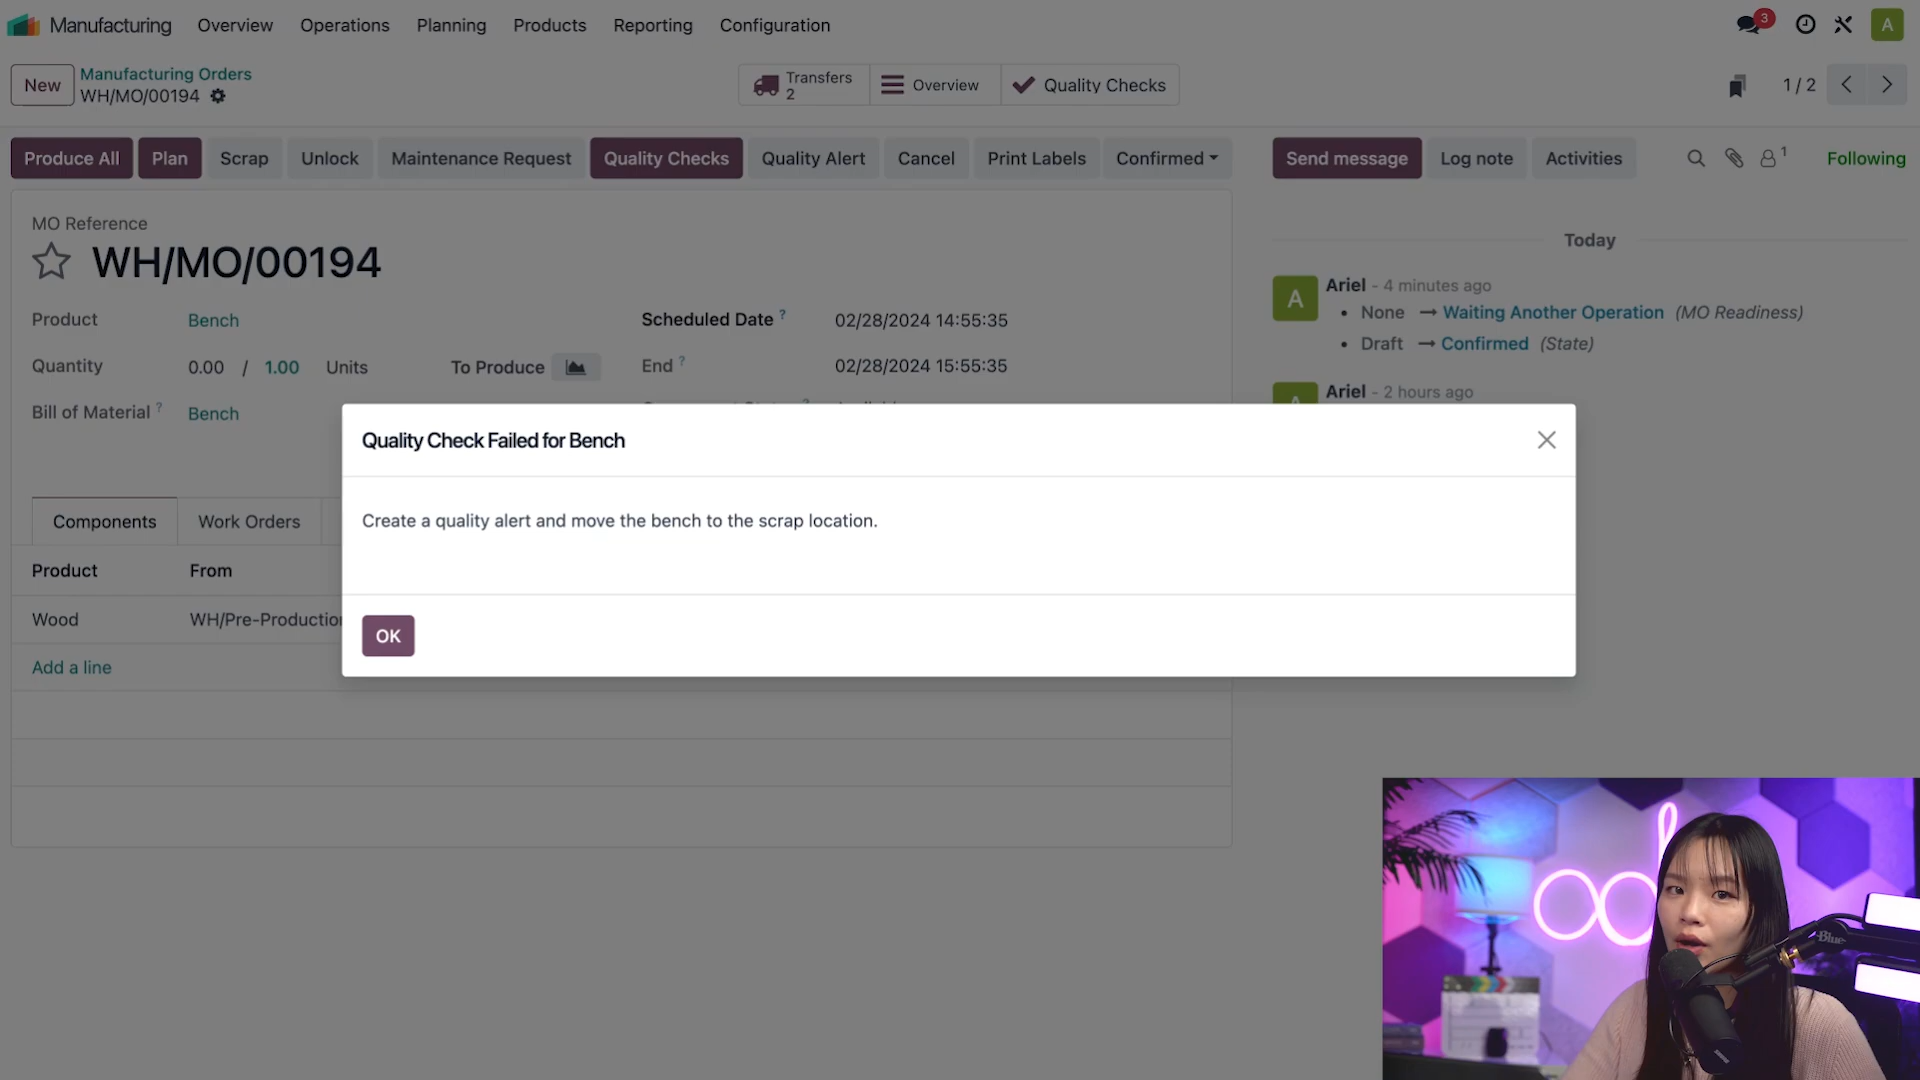 Manufacturing Overview Operations Planning Products Reporting Configuration 3 A
New Manufacturing Orders
WH/MO/00194
Transfers 2 Overview Quality Checks 1 / 2
Produce All Plan Scrap Unlock Maintenance Request Quality Checks Quality Alert Cancel Print Labels Confirmed Send message Log note Activities 1 Following
MO Reference
WH/MO/00194
Product Bench Scheduled Date ? 02/28/2024 14:55:35
Quantity 0.00 / 1.00 Units To Produce End ? 02/28/2024 15:55:35
Bill of Material ? Bench
Today
A Ariel - 4 minutes ago
• None → Waiting Another Operation (MO Readiness)
• Draft → Confirmed (State)
Ariel - 2 hours ago
Quality Check Failed for Bench
Create a quality alert and move the bench to the scrap location.
OK
Components Work Orders
Product From
Wood WH/Pre-Production
Add a line
Blue